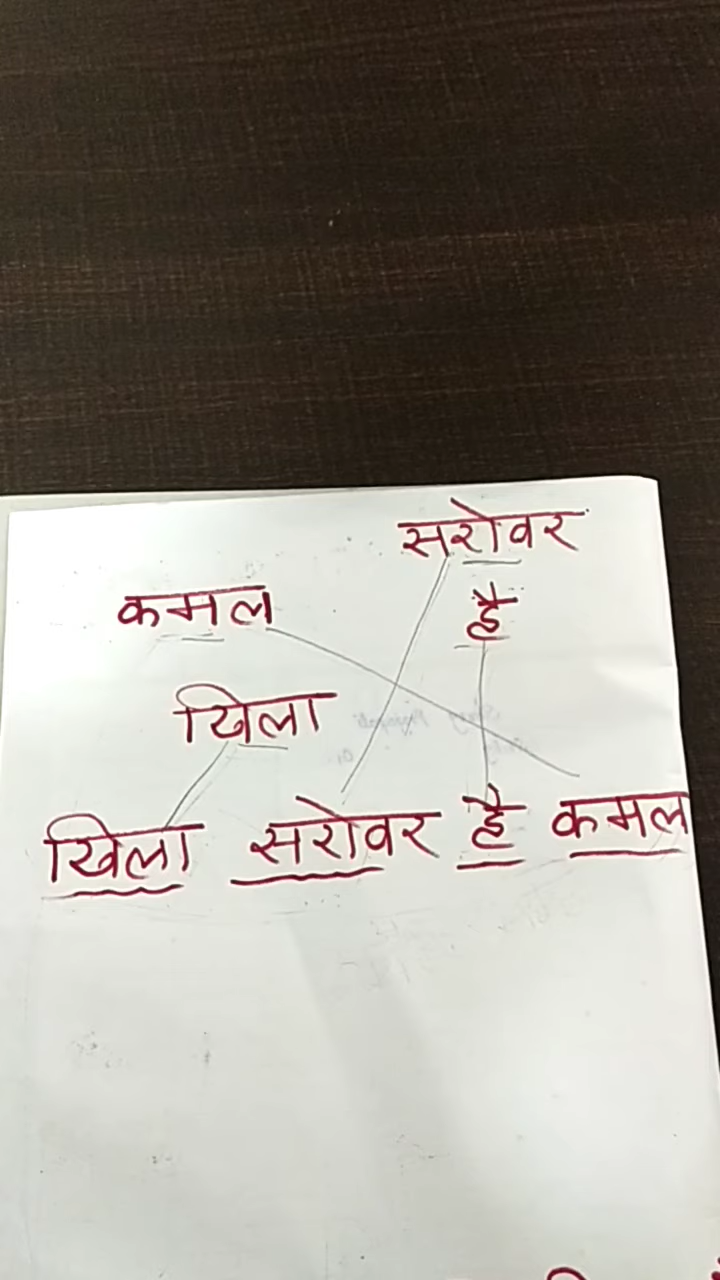 सरोवर
कमल
है
खिला
खिला सरोवर है कमल